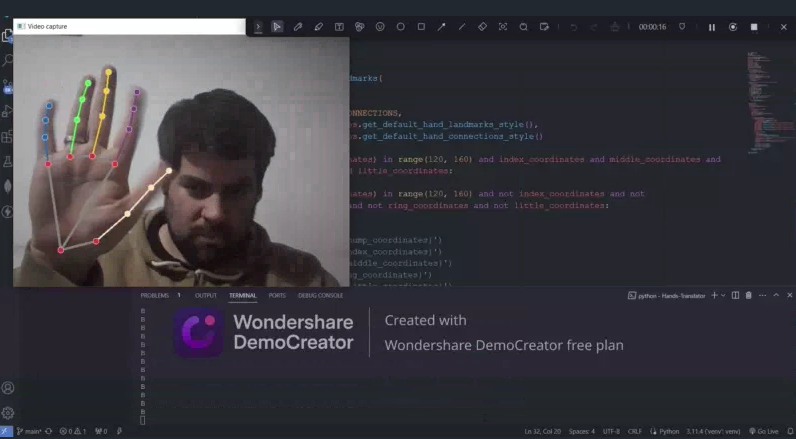 Video capture
00:00:16
dmarks(
NNECTIONS,
s.get_default_hand_landmarks_style(),
s.get_default_hand_connections_style()
nates) in range(120, 160) and index_coordinates and middle_coordinates and
little_coordinates:
nates) in range(120, 160) and not index_coordinates and not
and not ring_coordinates and not little_coordinates:
ump_coordinates}')
dex_coordinates}')
iddle_coordinates}')
ng_coordinates}')
PROBLEMS 1 OUTPUT TERMINAL PORTS DEBUG CONSOLE python - Hands-Translator
B
B
B
B
B
B
B
B
B
B
B
B
B
Wondershare
DemoCreator
Created with
Wondershare DemoCreator free plan
main* 0 1 0 Ln 32, Col 20 Spaces: 4 UTF-8 CRLF Python 3.11.4 ('venv': venv) Go Live